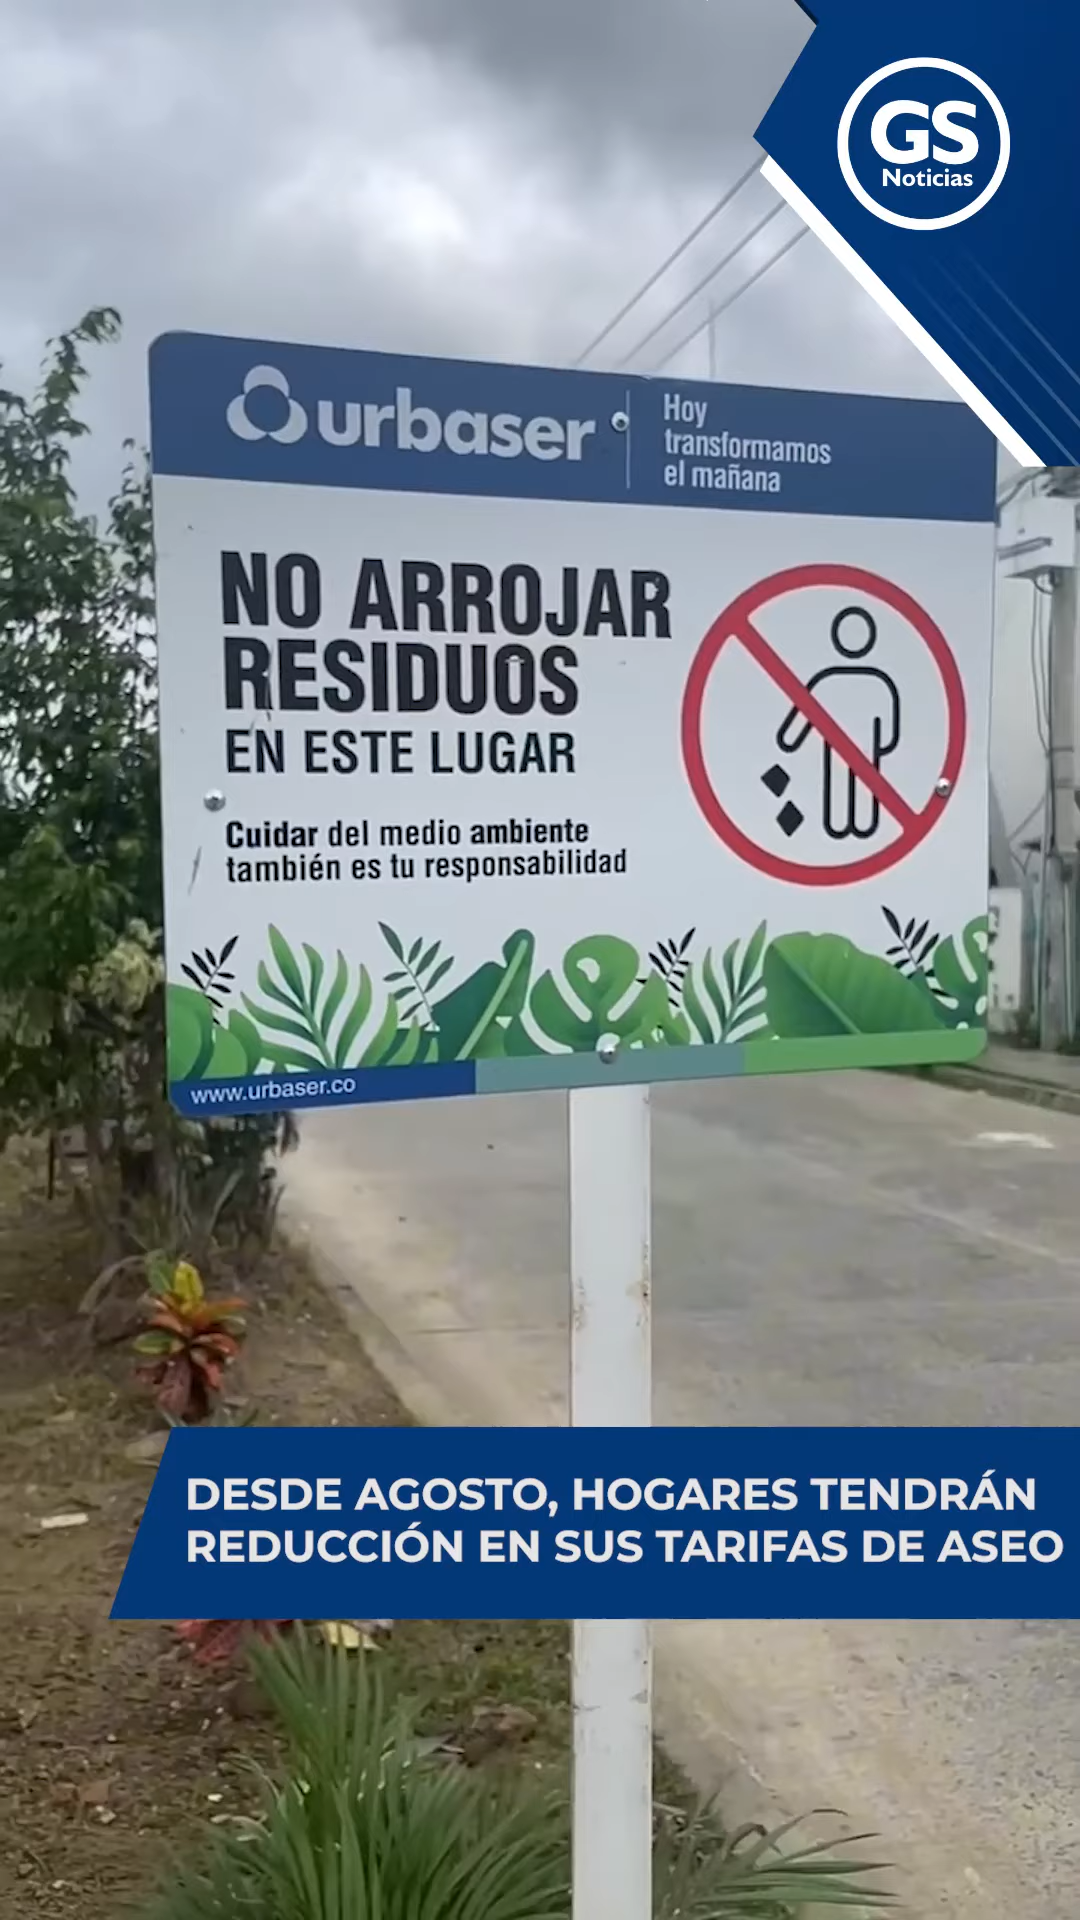 GS
Noticias
urbaser
Hoy
transformamos
el mañana
NO ARROJAR
RESIDUOS
EN ESTE LUGAR
Cuidar del medio ambiente
también es tu responsabilidad
www.urbaser.co
DESDE AGOSTO, HOGARES TENDRÁN
REDUCCIÓN EN SUS TARIFAS DE ASEO